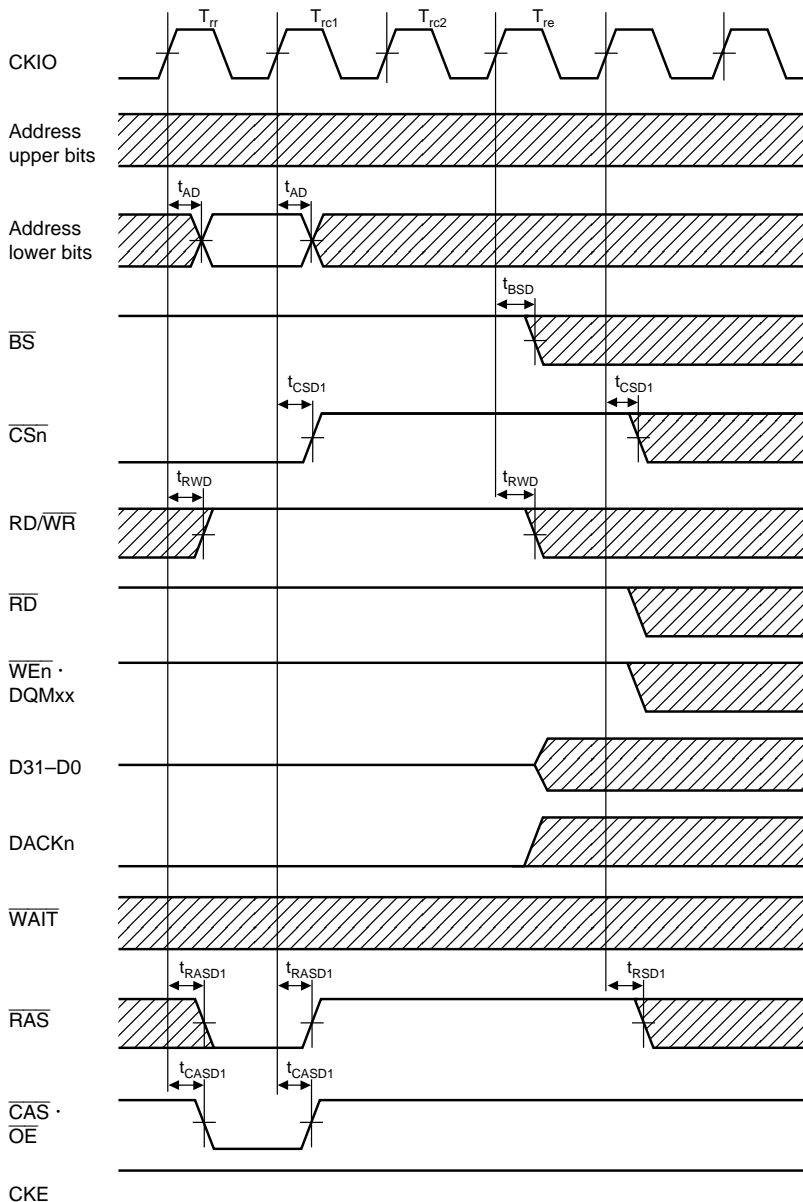 Trr Trc1 Trc2 Tre
CKIO
Address
upper bits
tAD tAD
Address
lower bits
tBSD
BS
tCSD1 tCSD1
CSn
tRWD tRWD
RD/WR
RD
WEn ·
DQMxx
D31–D0
DACKn
WAIT
tRASD1 tRASD1 tRSD1
RAS
tCASD1 tCASD1
CAS ·
OE
CKE